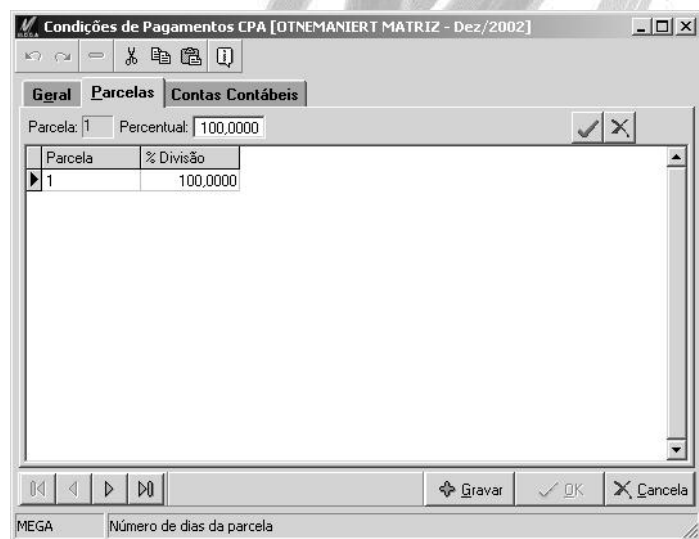 Condições de Pagamentos CPA [OTNEMANIERT MATRIZ - Dez/2002]
Geral Parcelas Contas Contábeis
Parcela: 1 Percentual: 100,0000
Parcela % Divisão
1 100,0000
Gravar OK Cancela
MEGA Número de dias da parcela